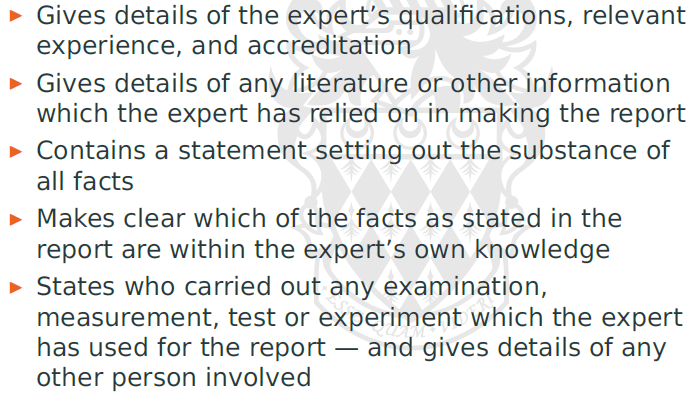 ► Gives details of the expert’s qualifications, relevant
experience, and accreditation
► Gives details of any literature or other information
which the expert has relied on in making the report
► Contains a statement setting out the substance of
all facts
► Makes clear which of the facts as stated in the
report are within the expert’s own knowledge
► States who carried out any examination,
measurement, test or experiment which the expert
has used for the report — and gives details of any
other person involved